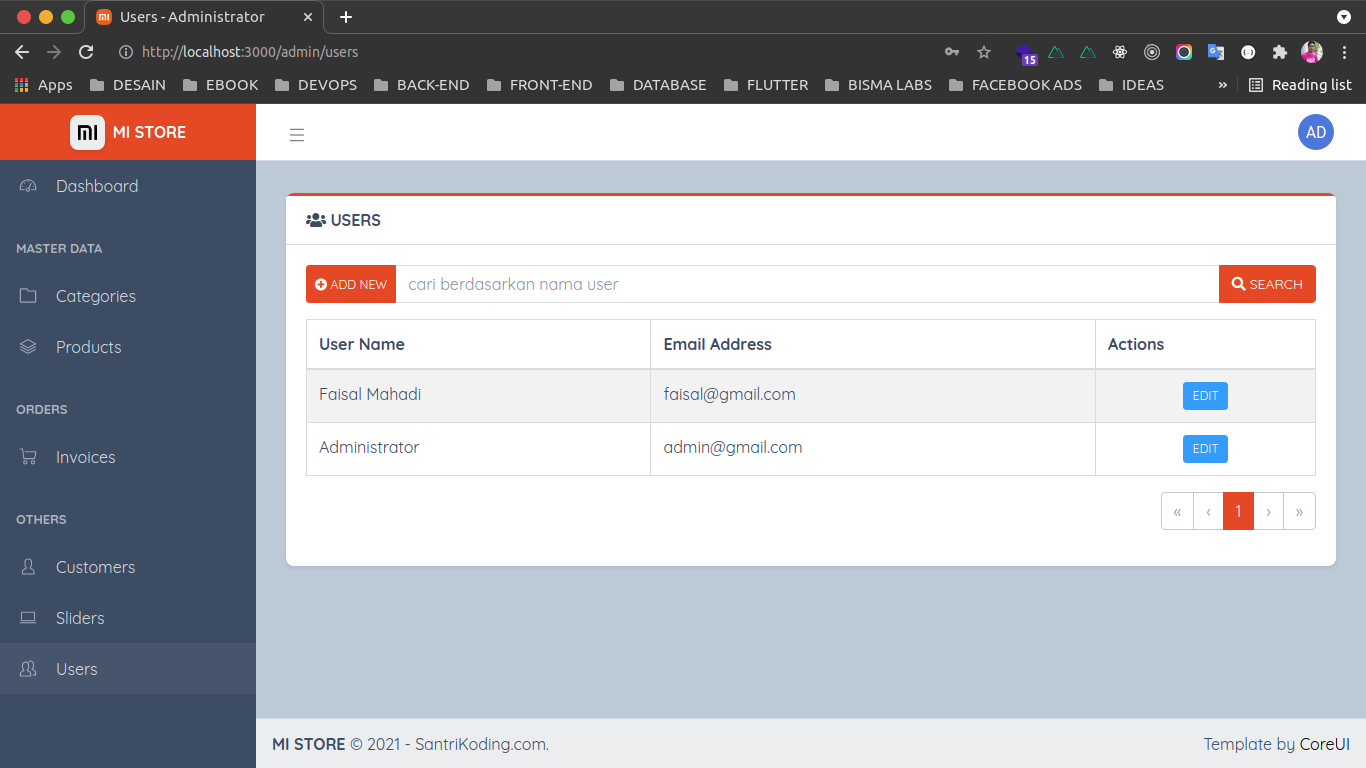 Users - Administrator
http://localhost:3000/admin/users
15
Apps DESAIN EBOOK DEVOPS BACK-END FRONT-END DATABASE FLUTTER BISMA LABS FACEBOOK ADS IDEAS » Reading list
MI STORE
AD
Dashboard
MASTER DATA
Categories
Products
ORDERS
Invoices
OTHERS
Customers
Sliders
Users
USERS
ADD NEW cari berdasarkan nama user SEARCH
User Name Email Address Actions
Faisal Mahadi faisal@gmail.com EDIT
Administrator admin@gmail.com EDIT
« ‹ 1 › »
MI STORE © 2021 - SantriKoding.com. Template by CoreUI